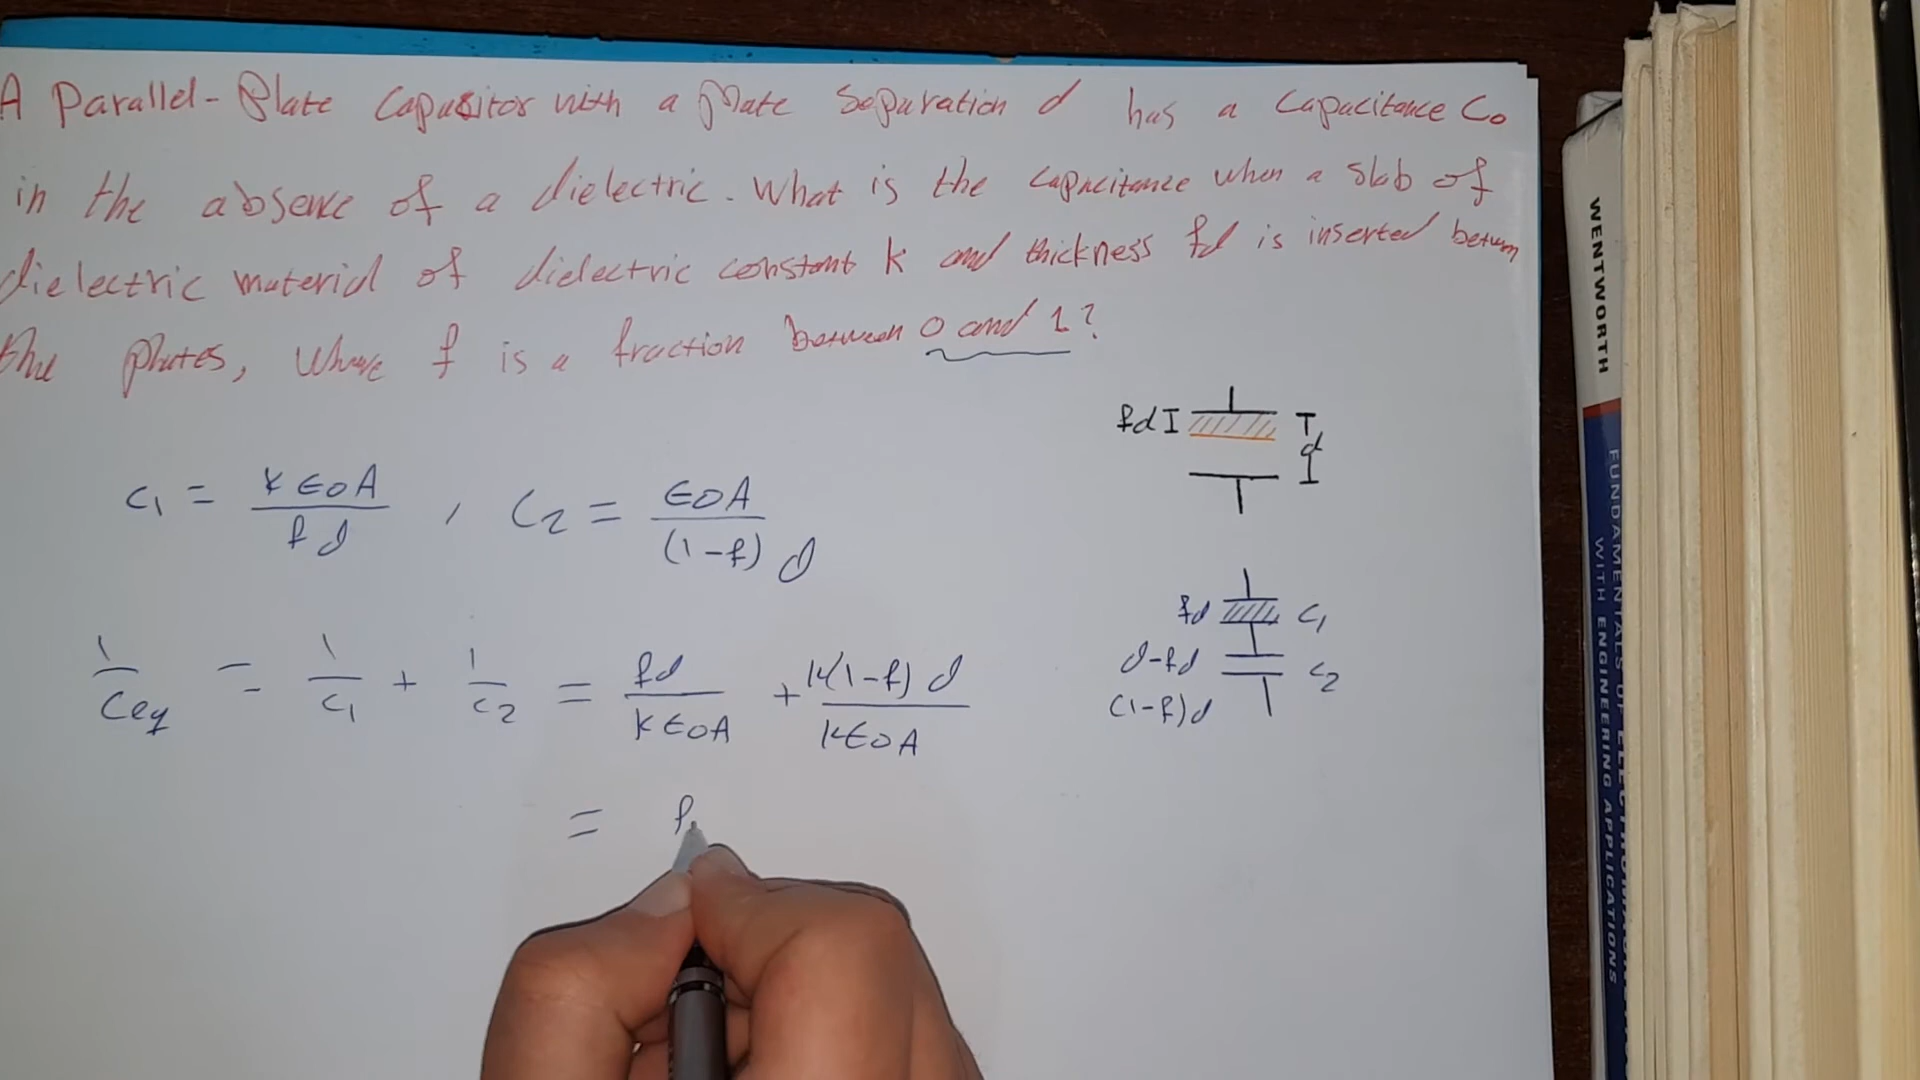 A Parallel-Plate Capacitor with a Plate Separation d has a Capacitance C₀
in the absence of a dielectric. What is the capacitance when a slab of
dielectric material of dielectric constant k and thickness fd is inserted between
the plates, where f is a fraction between 0 and 1?
fd
d
C₁ = kϵ₀A / fd , C₂ = ϵ₀A / (1-f)d
fd C₁
d-fd C₂
(1-f)d
1/Ceq = 1/C₁ + 1/C₂ = fd/kϵ₀A + k(1-f)d/kϵ₀A
= f
WENTWORTH
FUNDAMENTALS OF ELECTROMAGNETICS
WITH ENGINEERING APPLICATIONS